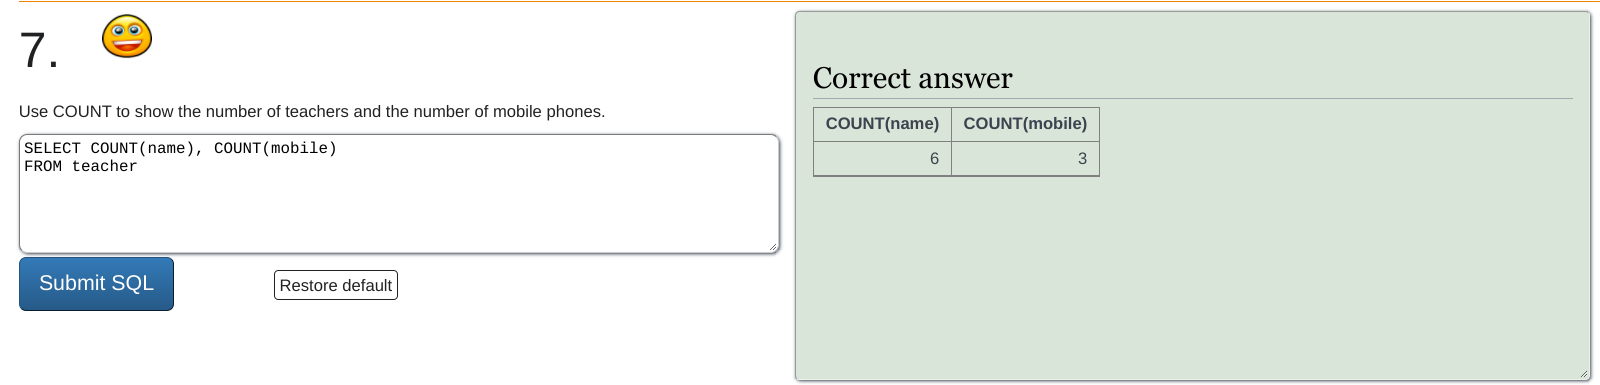 7.
Use COUNT to show the number of teachers and the number of mobile phones.
SELECT COUNT(name), COUNT(mobile)
FROM teacher
Submit SQL
Restore default
Correct answer
COUNT(name) COUNT(mobile)
6 3